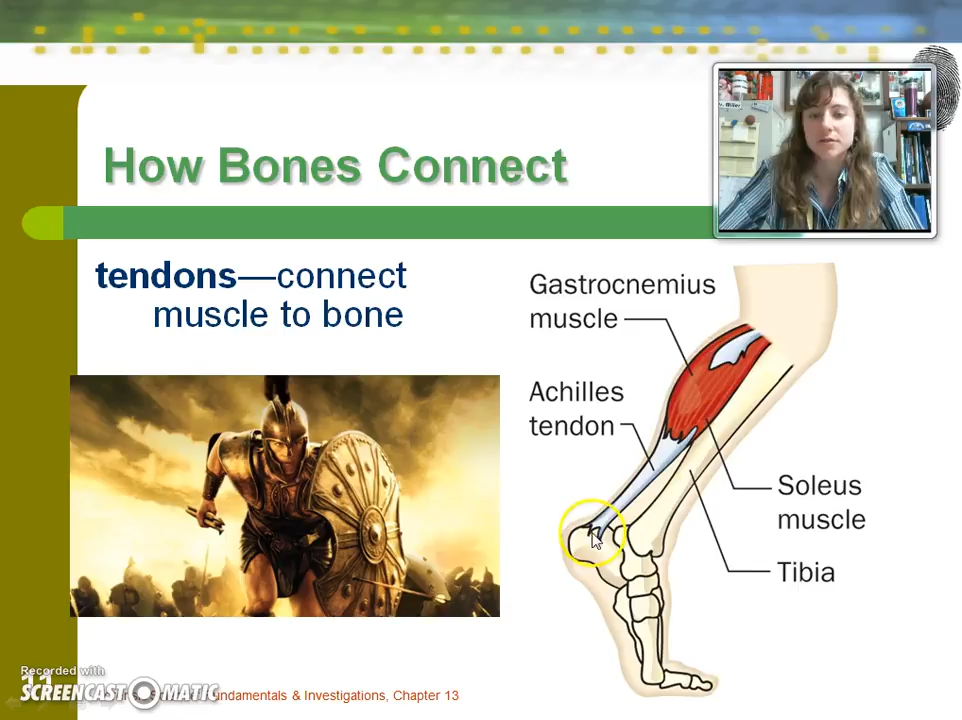 How Bones Connect
tendons—connect
muscle to bone
Gastrocnemius
muscle
Achilles
tendon
Soleus
muscle
Tibia
Recorded with
SCREENCAST MATIC
Fundamentals & Investigations, Chapter 13